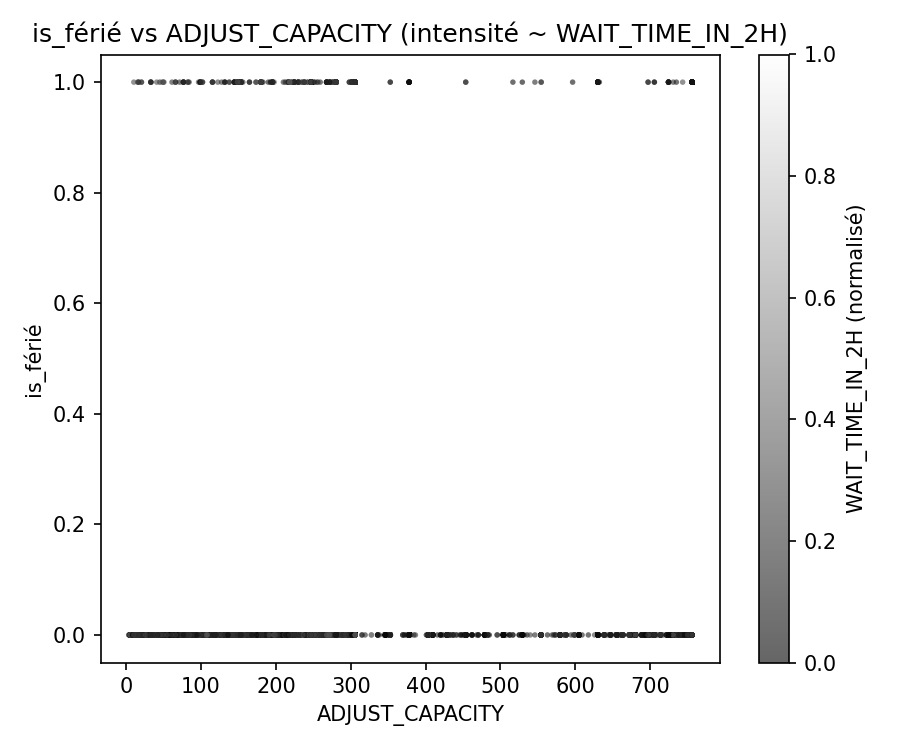 is_férié vs ADJUST_CAPACITY (intensité ~ WAIT_TIME_IN_2H)
is_férié
1.0
0.8
0.6
0.4
0.2
0.0
0 100 200 300 400 500 600 700
ADJUST_CAPACITY
1.0
0.8
0.6
0.4
0.2
0.0
WAIT_TIME_IN_2H (normalisé)